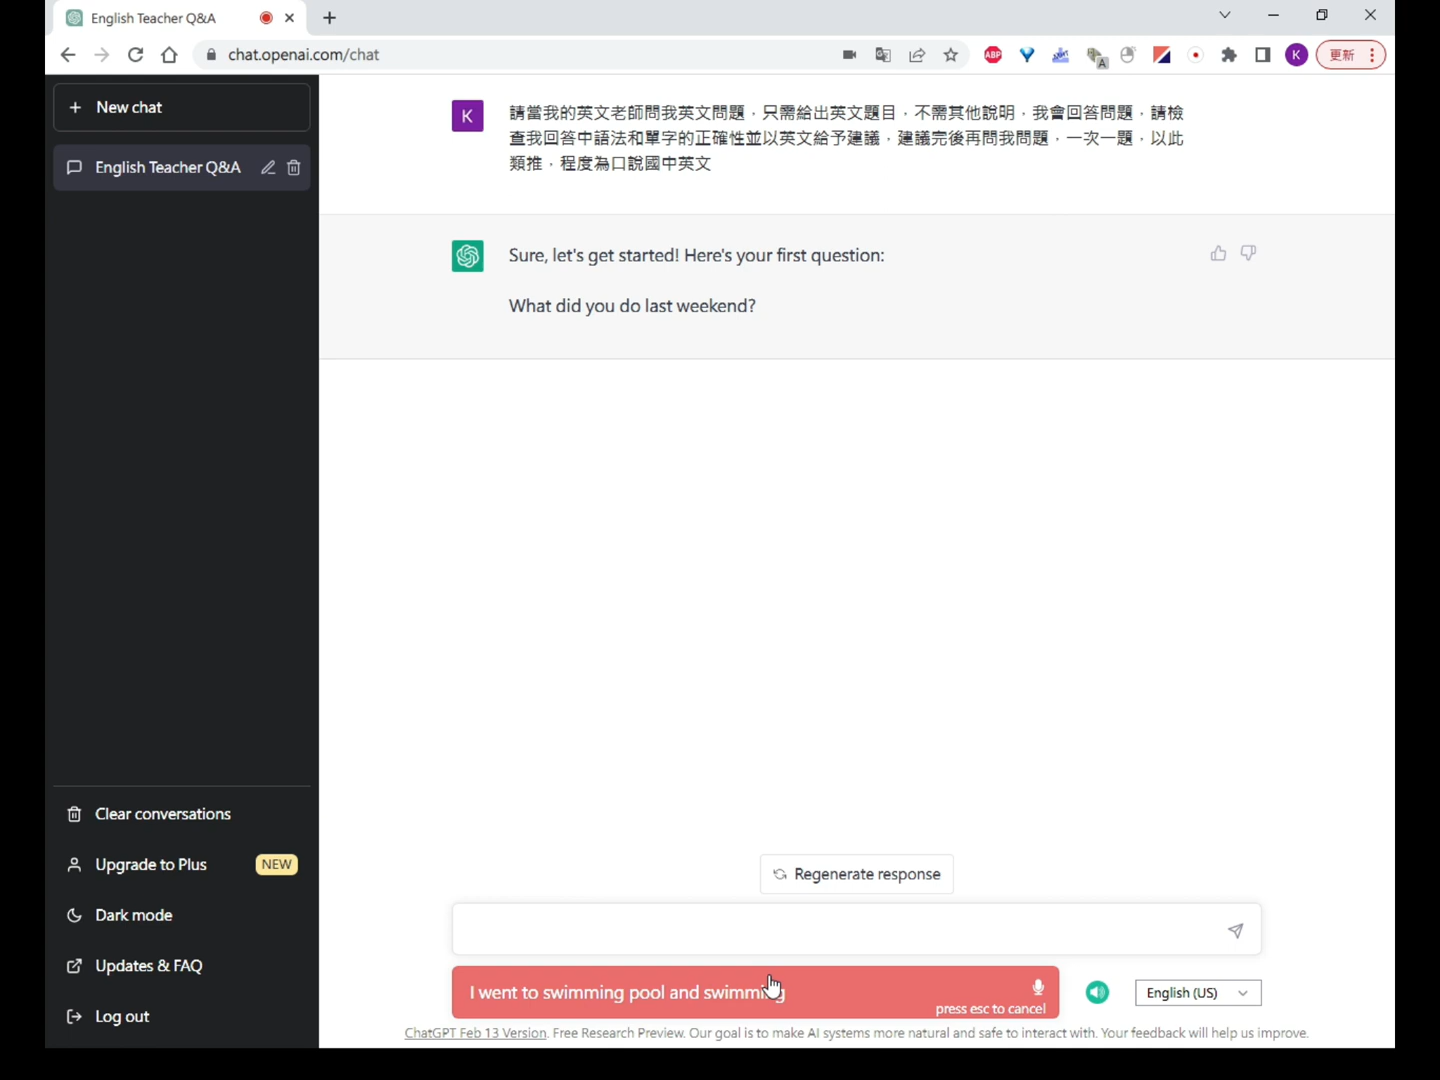 English Teacher Q&A
chat.openai.com/chat
ABP
A
K
更新
New chat
English Teacher Q&A
K
請當我的英文老師問我英文問題，只需給出英文題目，不需其他說明，我會回答問題，請檢
查我回答中語法和單字的正確性並以英文給予建議，建議完後再問我問題，一次一題，以此
類推，程度為口說國中英文
Sure, let's get started! Here's your first question:
What did you do last weekend?
Clear conversations
Upgrade to Plus
NEW
Dark mode
Updates & FAQ
Log out
Regenerate response
I went to swimming pool and swimming
press esc to cancel
English (US)
ChatGPT Feb 13 Version. Free Research Preview. Our goal is to make AI systems more natural and safe to interact with. Your feedback will help us improve.